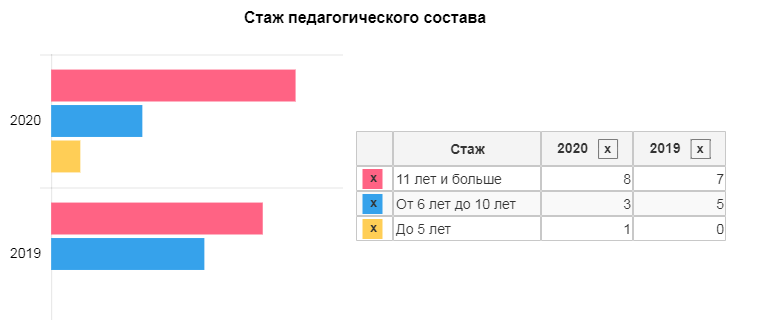 Стаж педагогического состава
2020
2019
Стаж 2020 x 2019 x
x 11 лет и больше 8 7
x От 6 лет до 10 лет 3 5
x До 5 лет 1 0